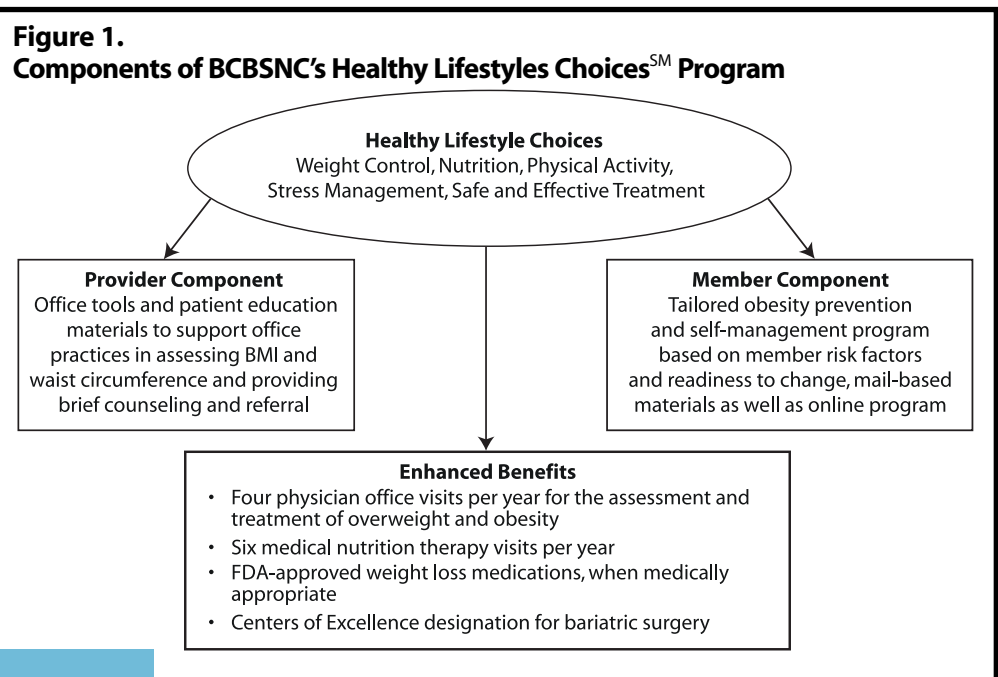 Figure 1.
Components of BCBSNC's Healthy Lifestyles Choices℠ Program
Healthy Lifestyle Choices
Weight Control, Nutrition, Physical Activity,
Stress Management, Safe and Effective Treatment
Provider Component
Office tools and patient education
materials to support office
practices in assessing BMI and
waist circumference and providing
brief counseling and referral
Member Component
Tailored obesity prevention
and self-management program
based on member risk factors
and readiness to change, mail-based
materials as well as online program
Enhanced Benefits
• Four physician office visits per year for the assessment and
treatment of overweight and obesity
• Six medical nutrition therapy visits per year
• FDA-approved weight loss medications, when medically
appropriate
• Centers of Excellence designation for bariatric surgery